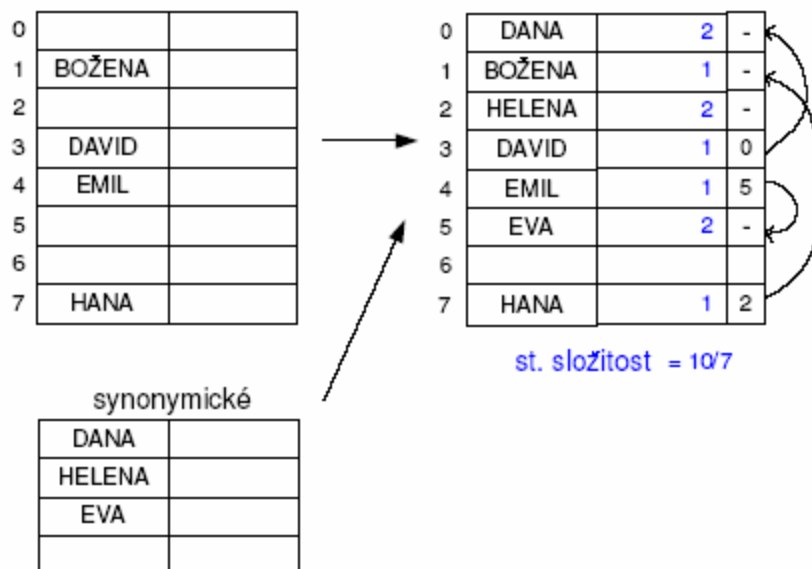 0
1 BOŽENA
2
3 DAVID
4 EMIL
5
6
7 HANA
synonymické
DANA
HELENA
EVA
0 DANA 2 -
1 BOŽENA 1 -
2 HELENA 2 -
3 DAVID 1 0
4 EMIL 1 5
5 EVA 2 -
6
7 HANA 1 2
st. složitost = 10/7